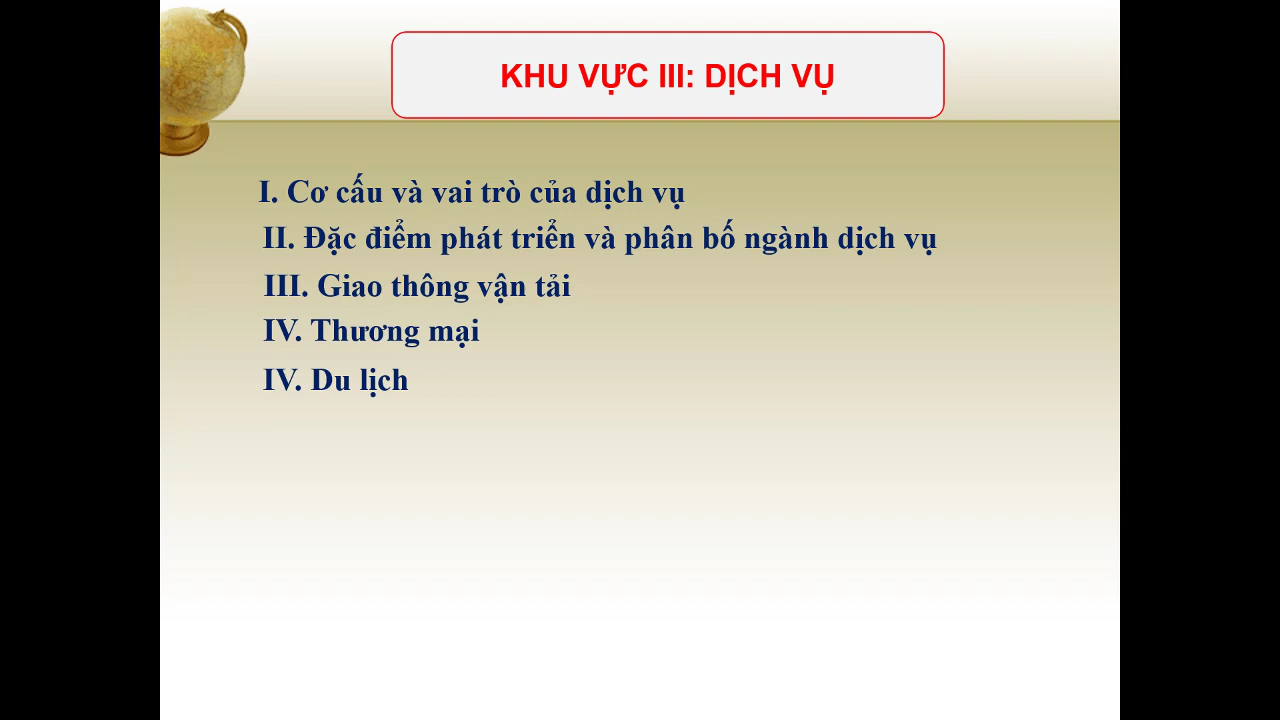 KHU VỰC III: DỊCH VỤ
I. Cơ cấu và vai trò của dịch vụ
II. Đặc điểm phát triển và phân bố ngành dịch vụ
III. Giao thông vận tải
IV. Thương mại
IV. Du lịch